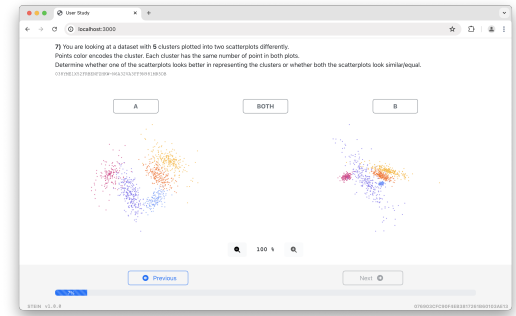 User Study
localhost:3000
7) You are looking at a dataset with 5 clusters plotted into two scatterplots differently.
Points color encodes the cluster. Each cluster has the same number of point in both plots.
Determine whether one of the scatterplots looks better in representing the clusters or whether both the scatterplot look similar/equal.
A BOTH B
100 %
Previous Next